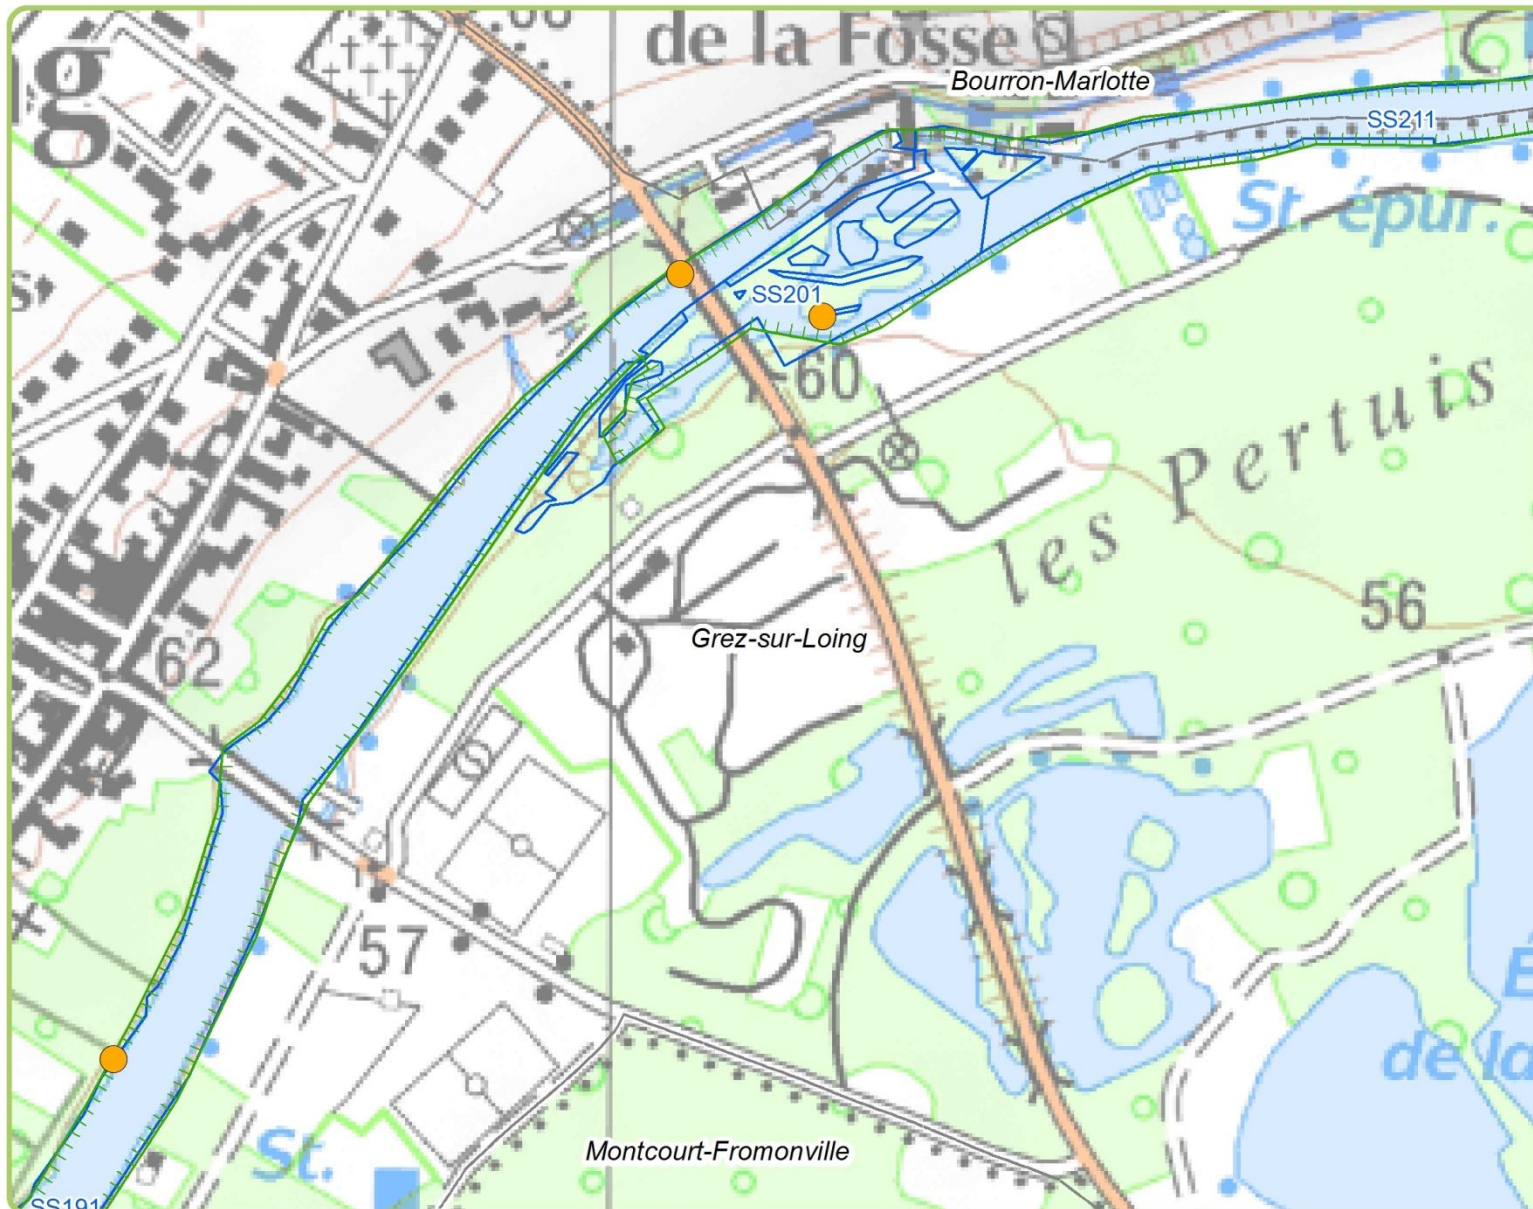 de la Fosse
Bourron-Marlotte
g
SS211
St. épur.
s,
SS201
60
les Pertuis
56
Grez-sur-Loing
62
57
de la
Montcourt-Fromonville
St.
SS191